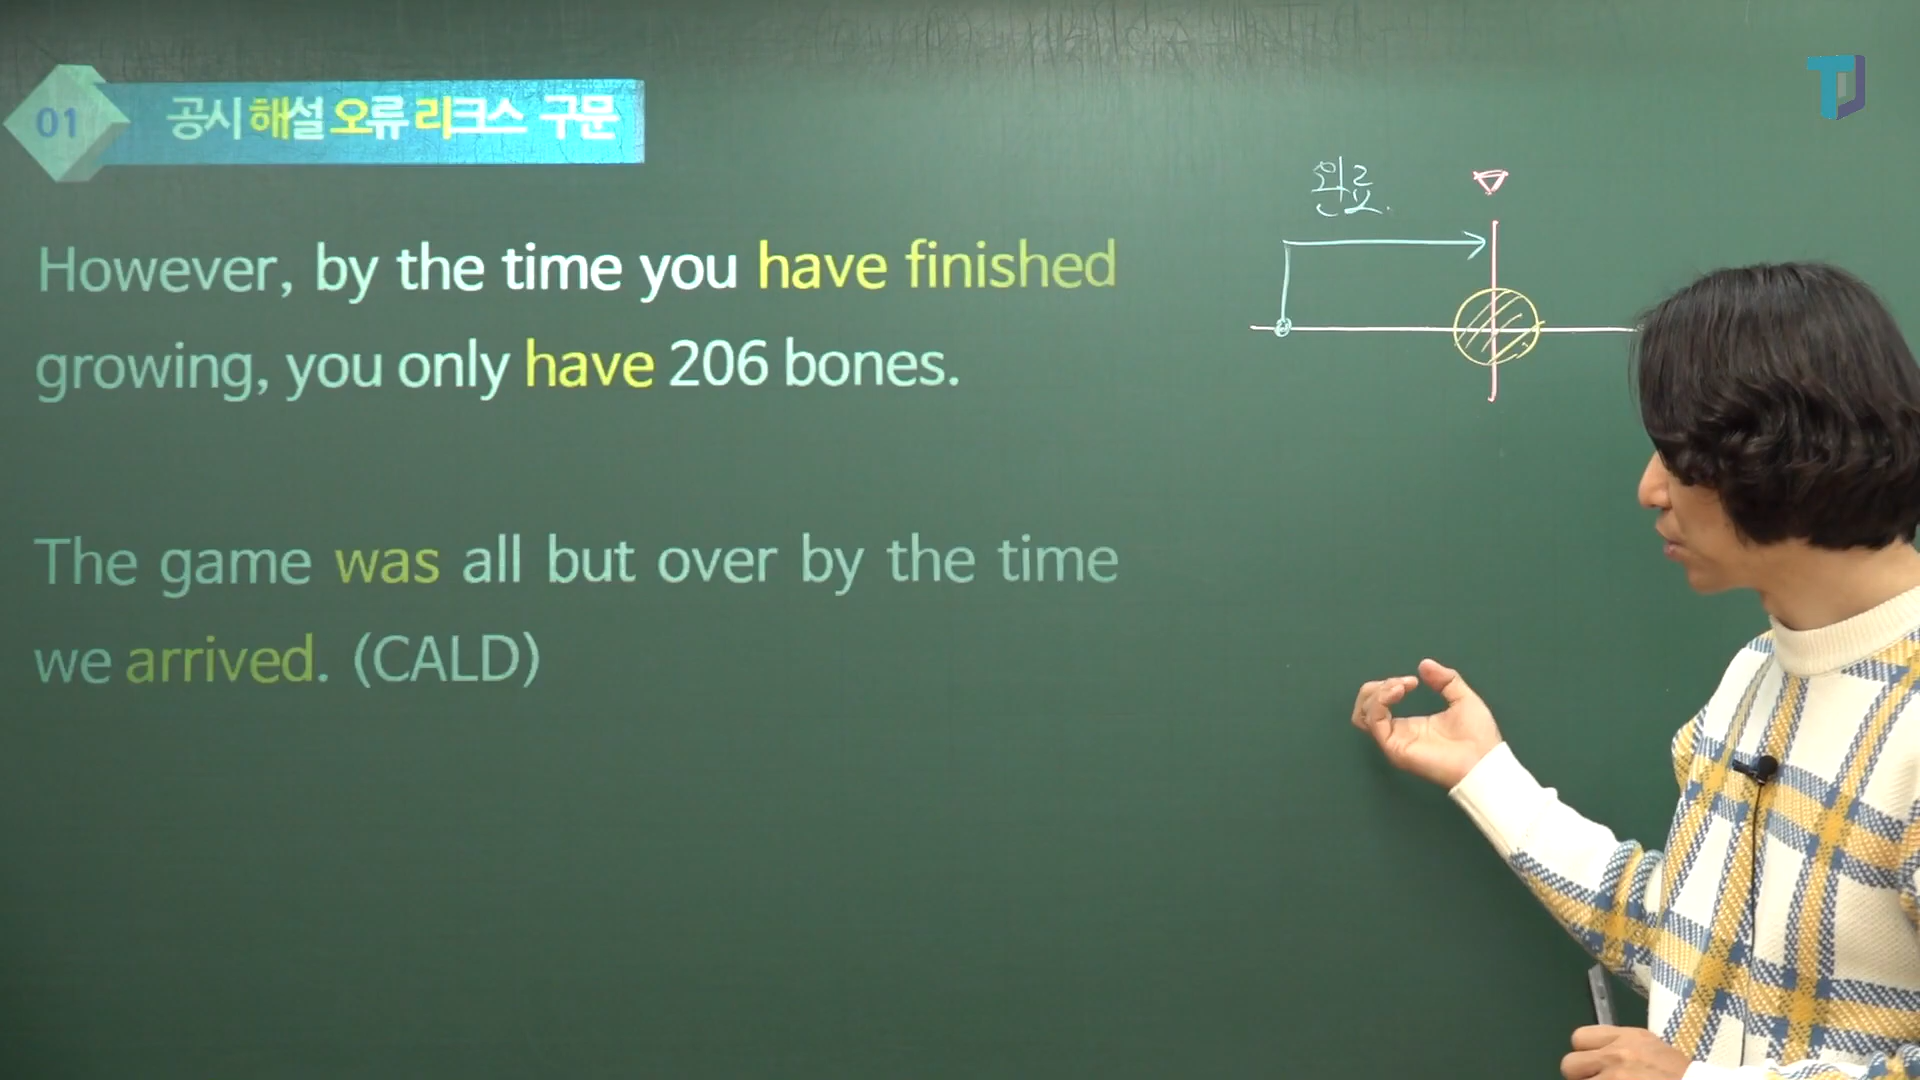 01 공시 해설 오류 리크스 구문
완료.
However, by the time you have finished
growing, you only have 206 bones.
The game was all but over by the time
we arrived. (CALD)